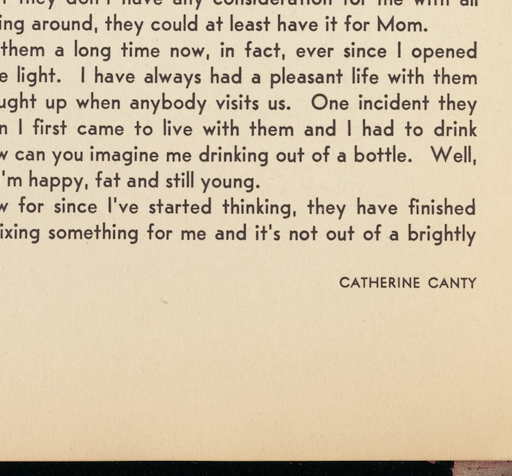 they don't have any consideration for me with all
ing around, they could at least have it for Mom.
them a long time now, in fact, ever since I opened
e light. I have always had a pleasant life with them
ught up when anybody visits us. One incident they
n I first came to live with them and I had to drink
w can you imagine me drinking out of a bottle. Well,
'm happy, fat and still young.
w for since I've started thinking, they have finished
ixing something for me and it's not out of a brightly
CATHERINE CANTY